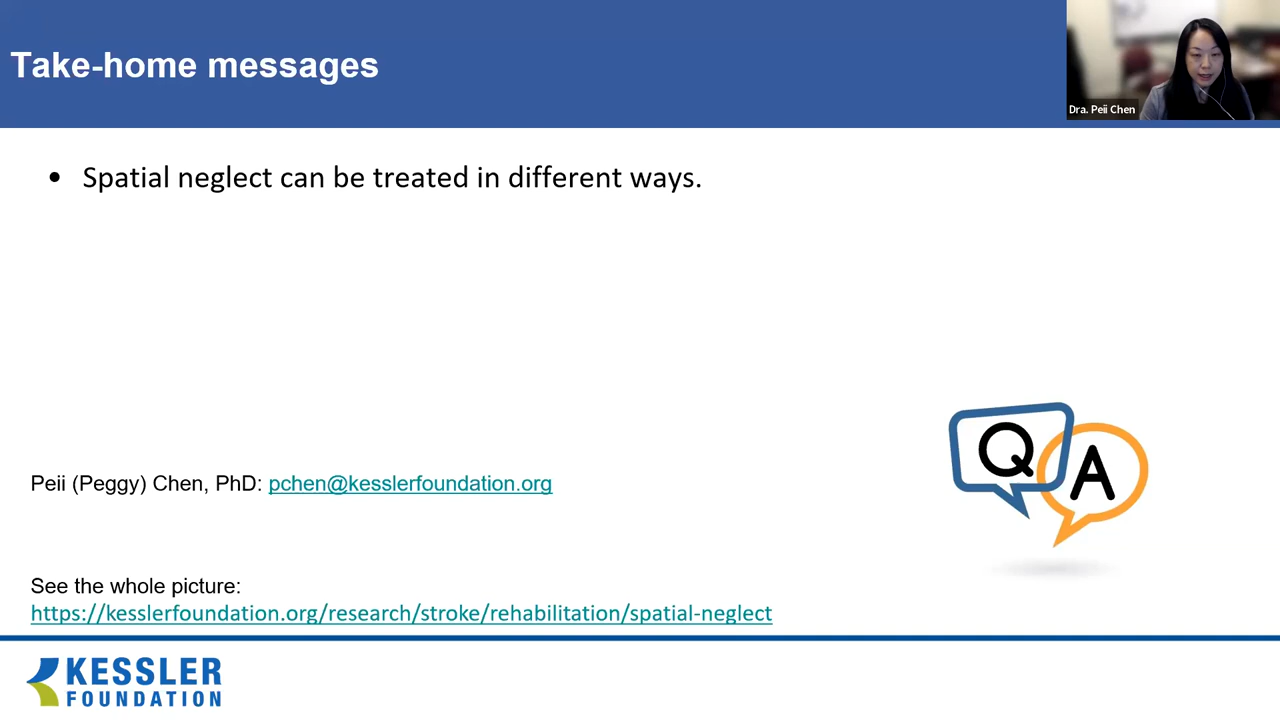 Take-home messages
Dra. Peii Chen
• Spatial neglect can be treated in different ways.
Q A
Peii (Peggy) Chen, PhD: pchen@kesslerfoundation.org
See the whole picture:
https://kesslerfoundation.org/research/stroke/rehabilitation/spatial-neglect
KESSLER
FOUNDATION